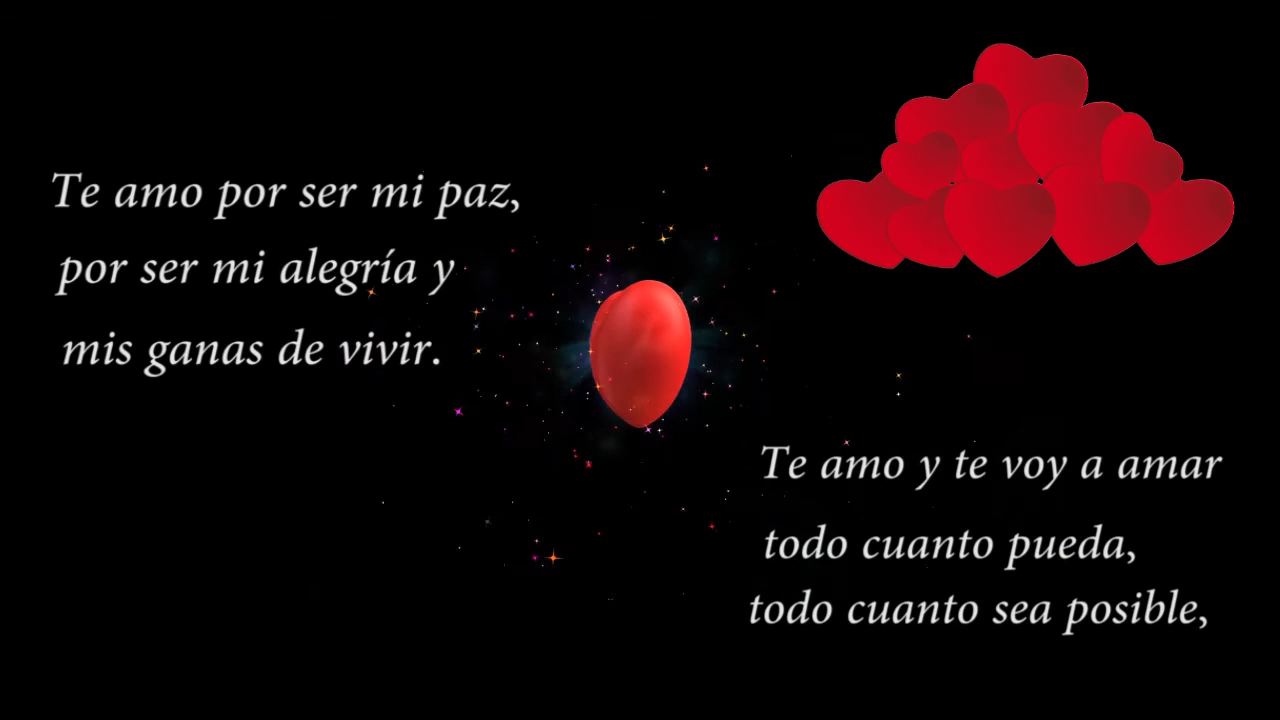 Te amo por ser mi paz,
por ser mi alegría y
mis ganas de vivir.
Te amo y te voy a amar
todo cuanto pueda,
todo cuanto sea posible,